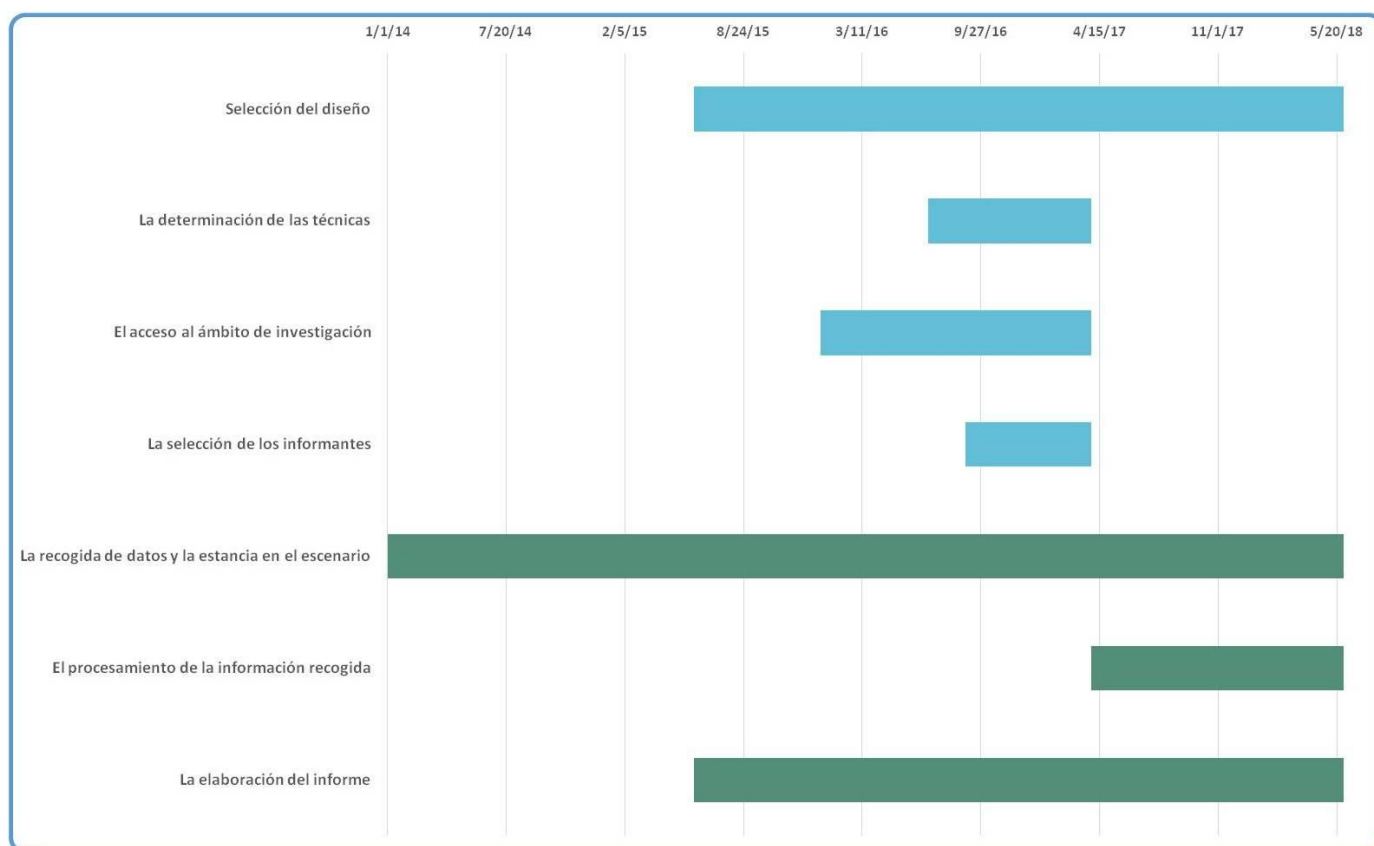 1/1/14 7/20/14 2/5/15 8/24/15 3/11/16 9/27/16 4/15/17 11/1/17 5/20/18
Selección del diseño
La determinación de las técnicas
El acceso al ámbito de investigación
La selección de los informantes
La recogida de datos y la estancia en el escenario
El procesamiento de la información recogida
La elaboración del informe